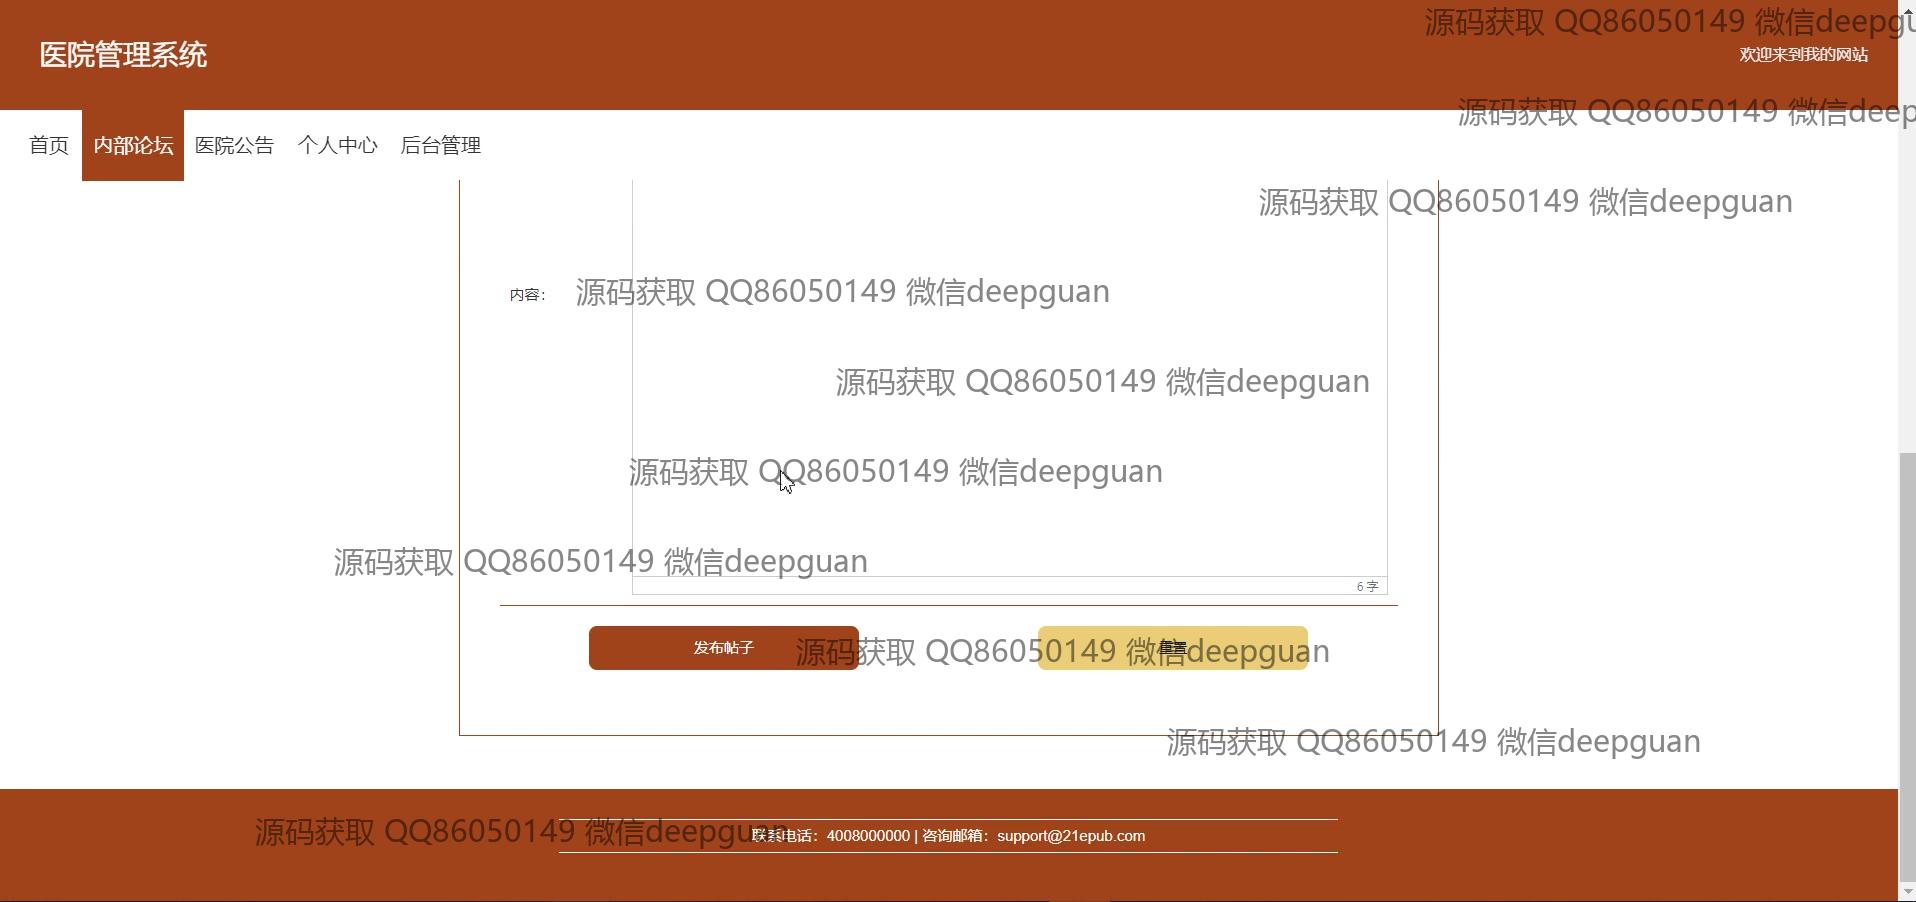 源码获取 QQ86050149 微信deepgu
医院管理系统
欢迎来到我的网站
源码获取 QQ86050149 微信deep
首页 内部论坛 医院公告 个人中心 后台管理
源码获取 QQ86050149 微信deepguan
内容：
源码获取 QQ86050149 微信deepguan
源码获取 QQ86050149 微信deepguan
源码获取 QQ86050149 微信deepguan
源码获取 QQ86050149 微信deepguan
6 字
发布帖子
源码获取 QQ86050149 微信deepguan
重置
源码获取 QQ86050149 微信deepguan
源码获取 QQ86050149 微信deepguan
联系电话：4008000000 | 咨询邮箱：support@21epub.com